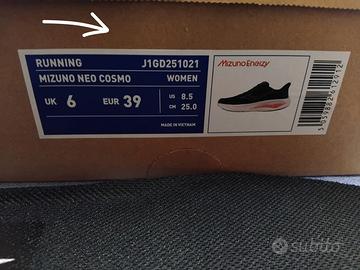 RUNNING J1GD251021
MIZUNO NEO COSMO WOMEN
UK 6 EUR 39 US 8.5
CM 25.0
MADE IN VIETNAM
Mizuno Enerzy
5059882612912
subito